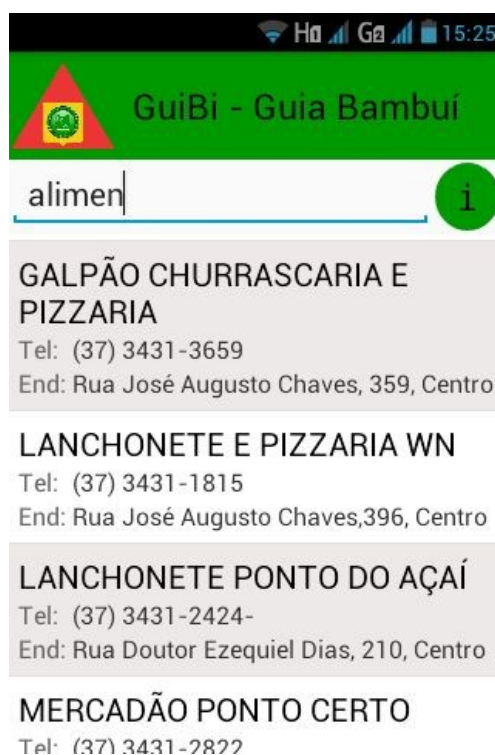 H G2 15:25
GuiBi - Guia Bambuí
alimen
i
GALPÃO CHURRASCARIA E
PIZZARIA
Tel: (37) 3431-3659
End: Rua José Augusto Chaves, 359, Centro
LANCHONETE E PIZZARIA WN
Tel: (37) 3431-1815
End: Rua José Augusto Chaves,396, Centro
LANCHONETE PONTO DO AÇAÍ
Tel: (37) 3431-2424-
End: Rua Doutor Ezequiel Dias, 210, Centro
MERCADÃO PONTO CERTO
Tel: (37) 3431-2822